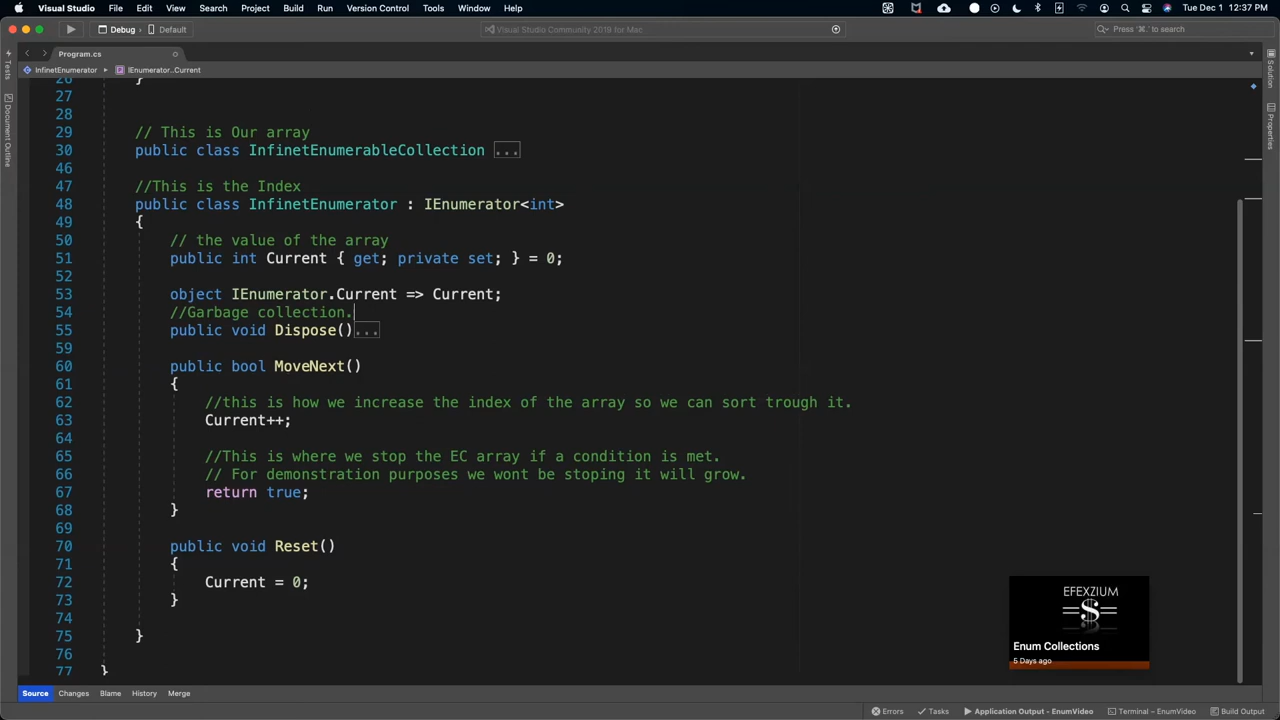 Visual Studio File Edit View Search Project Build Run Version Control Tools Window Help Tue Dec 1 12:37 PM
Debug Default Visual Studio Community 2019 for Mac Press '⌘.' to search
Program.cs
InfinetEnumerator ▸ IEnumerator..Current
Tests
Document Outline
Solution
Properties
26 }
27
28
29 // This is Our array
30 public class InfinetEnumerableCollection ...
46
47 //This is the Index
48 public class InfinetEnumerator : IEnumerator<int>
49 {
50 // the value of the array
51 public int Current { get; private set; } = 0;
52
53 object IEnumerator.Current => Current;
54 //Garbage collection.
55 public void Dispose()...
59
60 public bool MoveNext()
61 {
62 //this is how we increase the index of the array so we can sort trough it.
63 Current++;
64
65 //This is where we stop the EC array if a condition is met.
66 // For demonstration purposes we wont be stoping it will grow.
67 return true;
68 }
69
70 public void Reset()
71 {
72 Current = 0;
73 }
74
75 }
76
77 }
EFEXZIUM
Enum Collections
5 Days ago
Source Changes Blame History Merge
Errors Tasks Application Output - EnumVideo Terminal – EnumVideo Build Output